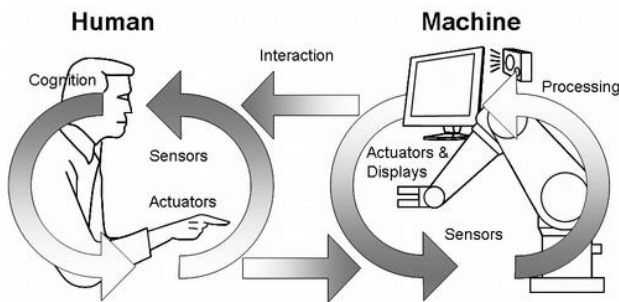 Human
Machine
Interaction
Cognition
Processing
Sensors
Actuators &
Displays
Actuators
Sensors